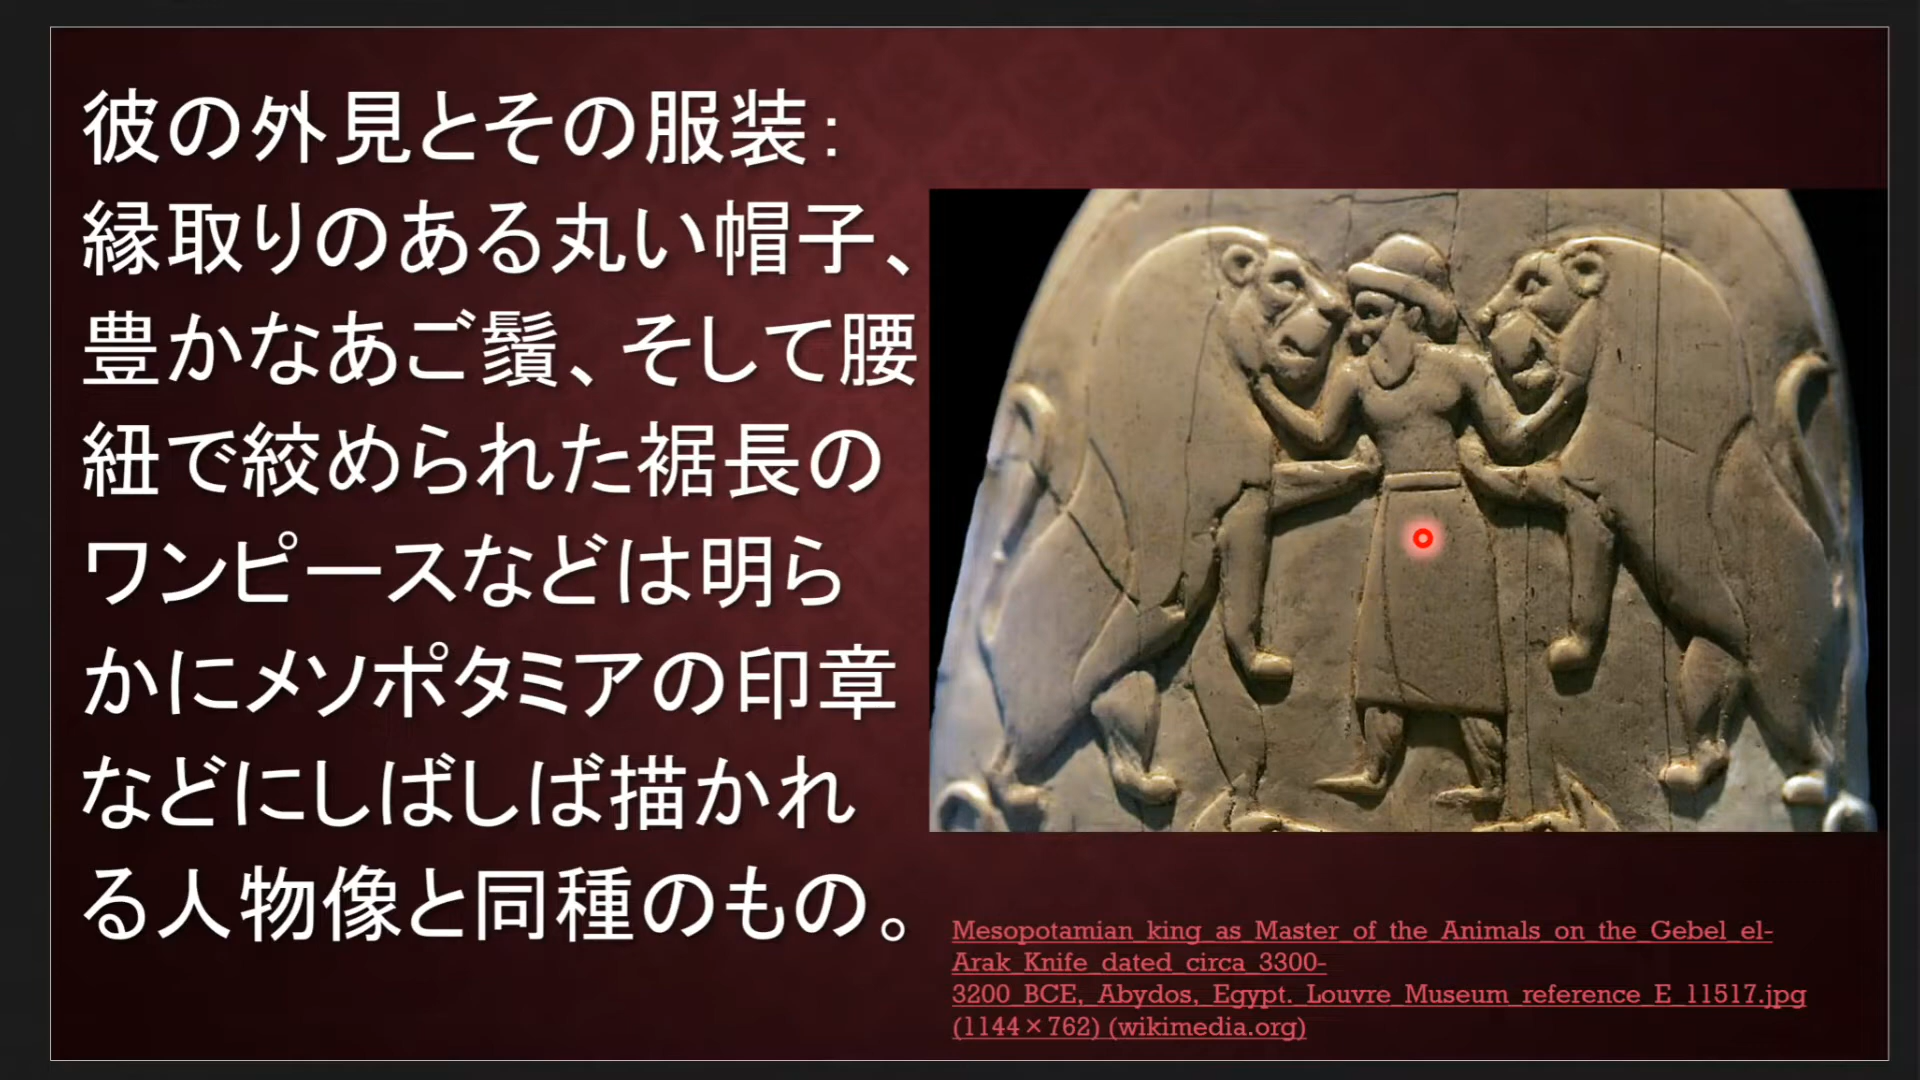 彼の外見とその服装：
縁取りのある丸い帽子、
豊かなあご鬚、そして腰
紐で絞められた裾長の
ワンピースなどは明ら
かにメソポタミアの印章
などにしばしば描かれ
る人物像と同種のもの。
Mesopotamian_king_as_Master_of_the_Animals_on_the_Gebel_el-
Arak_Knife_dated_circa_3300-
3200_BCE,_Abydos,_Egypt._Louvre_Museum_reference_E_11517.jpg
(1144×762) (wikimedia.org)